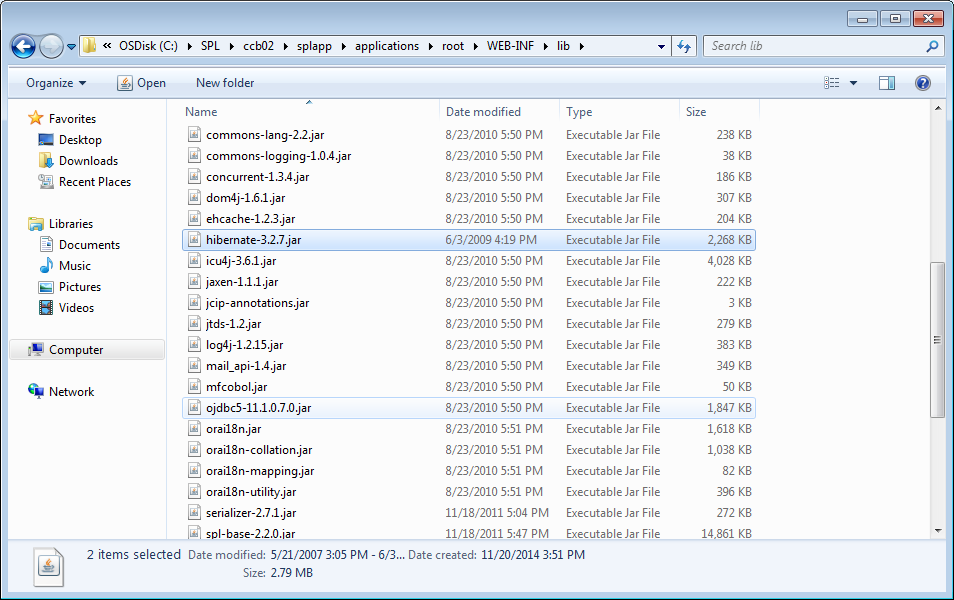 « OSDisk (C:) SPL ccb02 splapp applications root WEB-INF lib Search lib
Organize Open New folder
Name Date modified Type Size
Favorites
Desktop
Downloads
Recent Places
Libraries
Documents
Music
Pictures
Videos
Computer
Network
commons-lang-2.2.jar 8/23/2010 5:50 PM Executable Jar File 238 KB
commons-logging-1.0.4.jar 8/23/2010 5:50 PM Executable Jar File 38 KB
concurrent-1.3.4.jar 8/23/2010 5:50 PM Executable Jar File 186 KB
dom4j-1.6.1.jar 8/23/2010 5:50 PM Executable Jar File 307 KB
ehcache-1.2.3.jar 8/23/2010 5:50 PM Executable Jar File 204 KB
hibernate-3.2.7.jar 6/3/2009 4:19 PM Executable Jar File 2,268 KB
icu4j-3.6.1.jar 8/23/2010 5:50 PM Executable Jar File 4,028 KB
jaxen-1.1.1.jar 8/23/2010 5:50 PM Executable Jar File 222 KB
jcip-annotations.jar 8/23/2010 5:50 PM Executable Jar File 3 KB
jtds-1.2.jar 8/23/2010 5:50 PM Executable Jar File 279 KB
log4j-1.2.15.jar 8/23/2010 5:50 PM Executable Jar File 383 KB
mail_api-1.4.jar 8/23/2010 5:50 PM Executable Jar File 349 KB
mfcobol.jar 8/23/2010 5:50 PM Executable Jar File 50 KB
ojdbc5-11.1.0.7.0.jar 8/23/2010 5:50 PM Executable Jar File 1,847 KB
orai18n.jar 8/23/2010 5:51 PM Executable Jar File 1,618 KB
orai18n-collation.jar 8/23/2010 5:51 PM Executable Jar File 1,038 KB
orai18n-mapping.jar 8/23/2010 5:51 PM Executable Jar File 82 KB
orai18n-utility.jar 8/23/2010 5:51 PM Executable Jar File 396 KB
serializer-2.7.1.jar 11/18/2011 5:04 PM Executable Jar File 272 KB
spl-base-2.2.0.jar 11/18/2011 5:47 PM Executable Jar File 14,861 KB
2 items selected Date modified: 5/21/2007 3:05 PM - 6/3... Date created: 11/20/2014 3:51 PM
Size: 2.79 MB